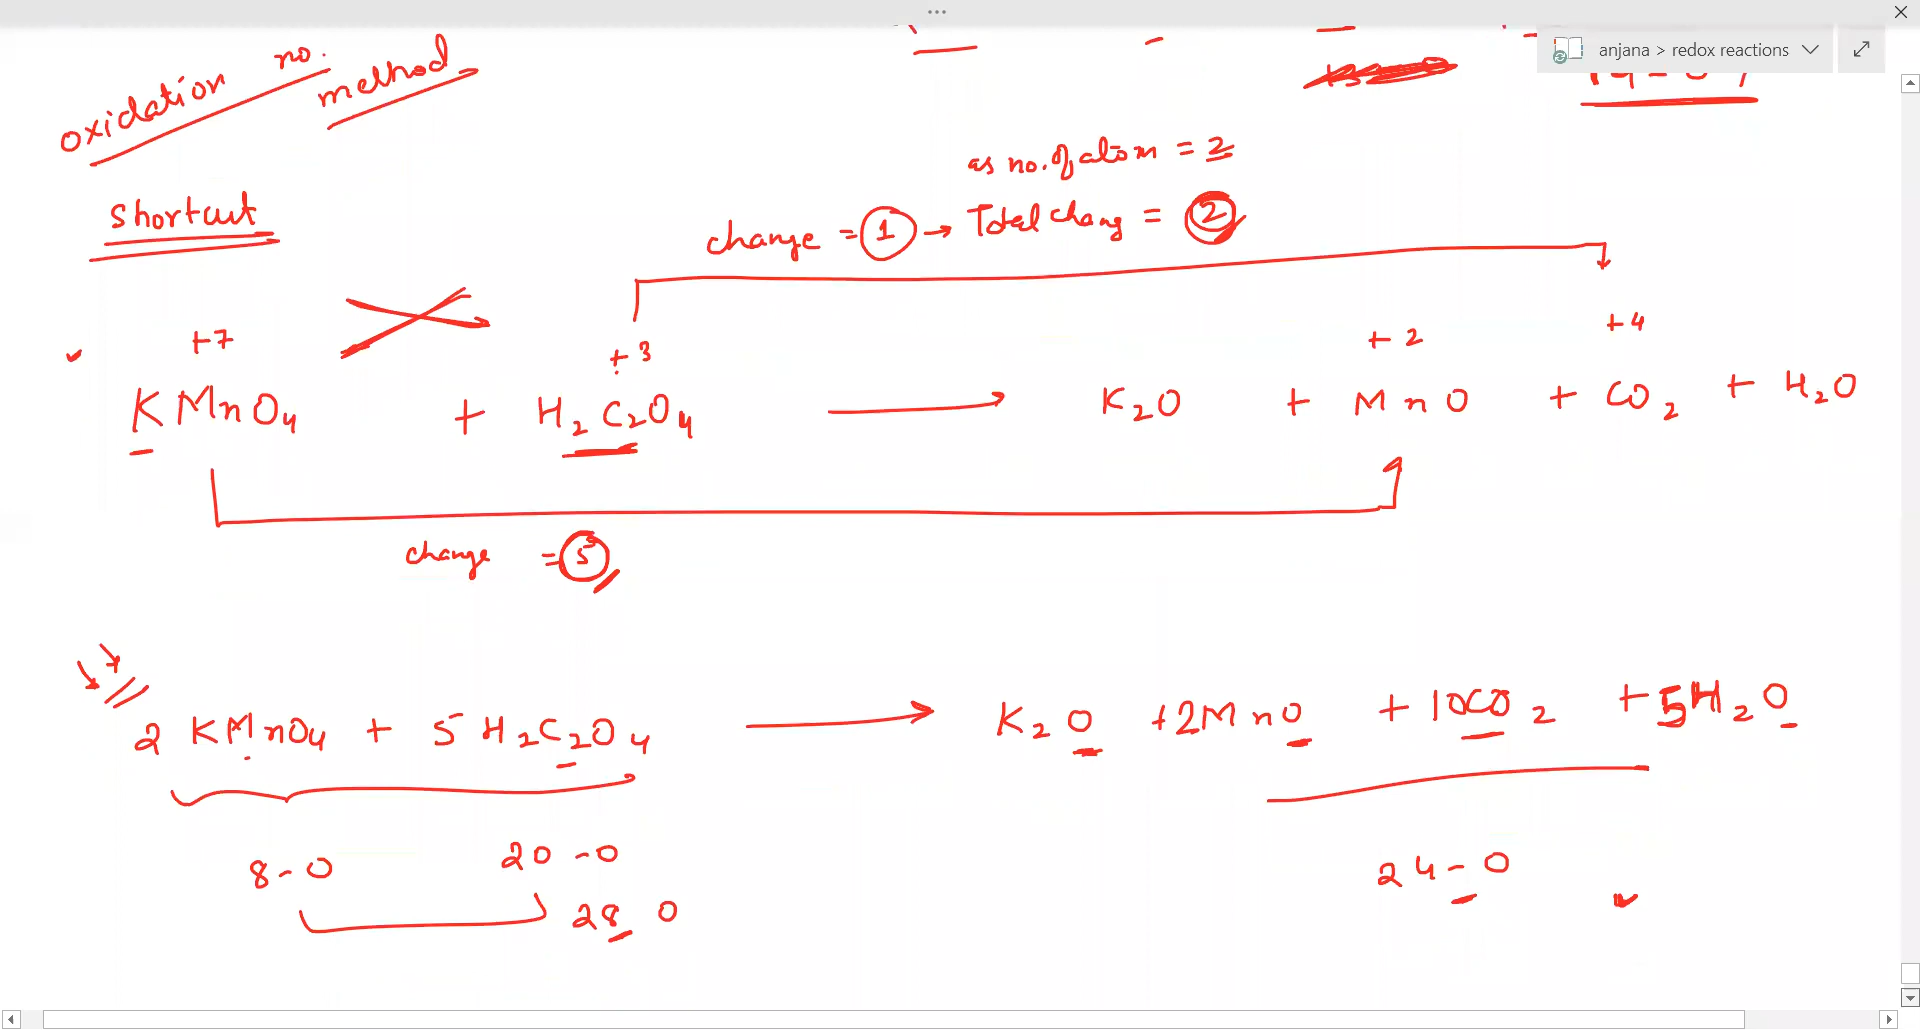 anjana > redox reactions
oxidation no. method
as no. of atom = 2
Shortcut
change = 1 → Total chang = 2
+7 +3 +2 +4
KMnO₄ + H₂C₂O₄ ⟶ K₂O + MnO + CO₂ + H₂O
change = 5
2 KMnO₄ + 5 H₂C₂O₄ ⟶ K₂O + 2MnO + 10CO₂ + 5H₂O
8 - O 20 - O 24 - O
28 O